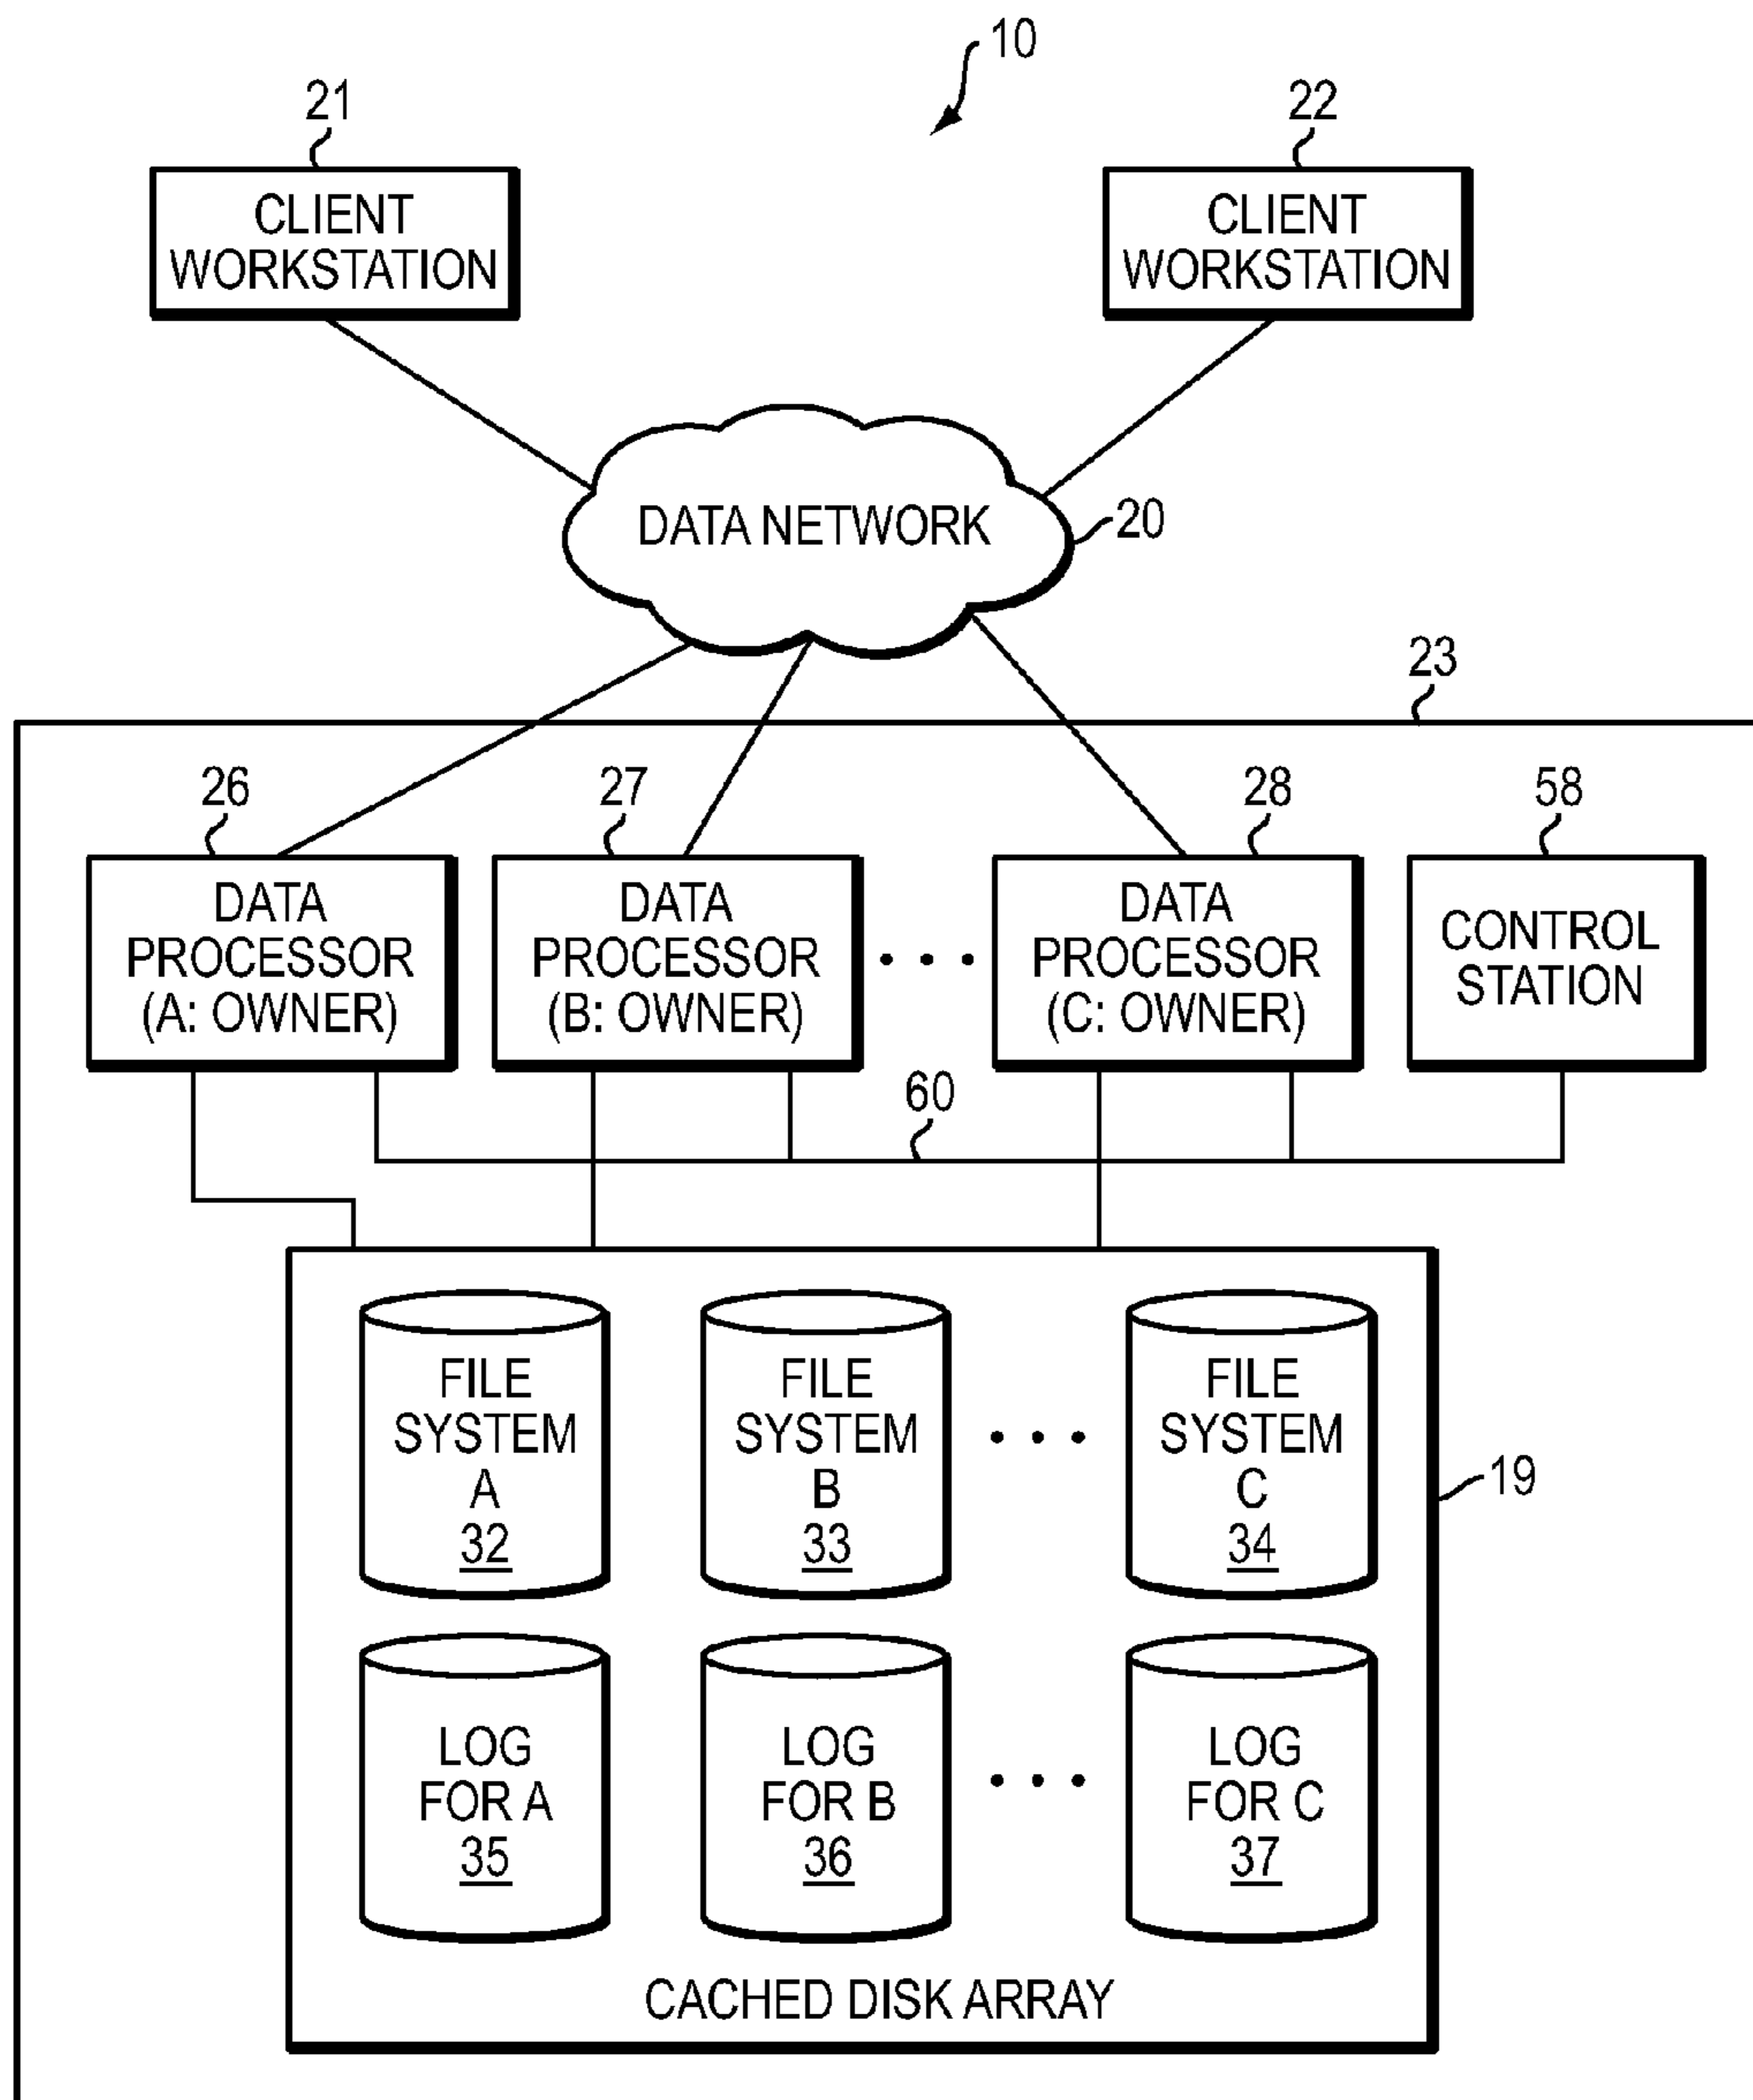 10
21
22
CLIENT
WORKSTATION
CLIENT
WORKSTATION
DATA NETWORK
20
23
26
27
28
58
DATA
PROCESSOR
(A: OWNER)
DATA
PROCESSOR
(B: OWNER)
• • •
DATA
PROCESSOR
(C: OWNER)
CONTROL
STATION
60
FILE
SYSTEM
A
32
FILE
SYSTEM
B
33
• • •
FILE
SYSTEM
C
34
19
LOG
FOR A
35
LOG
FOR B
36
• • •
LOG
FOR C
37
CACHED DISK ARRAY